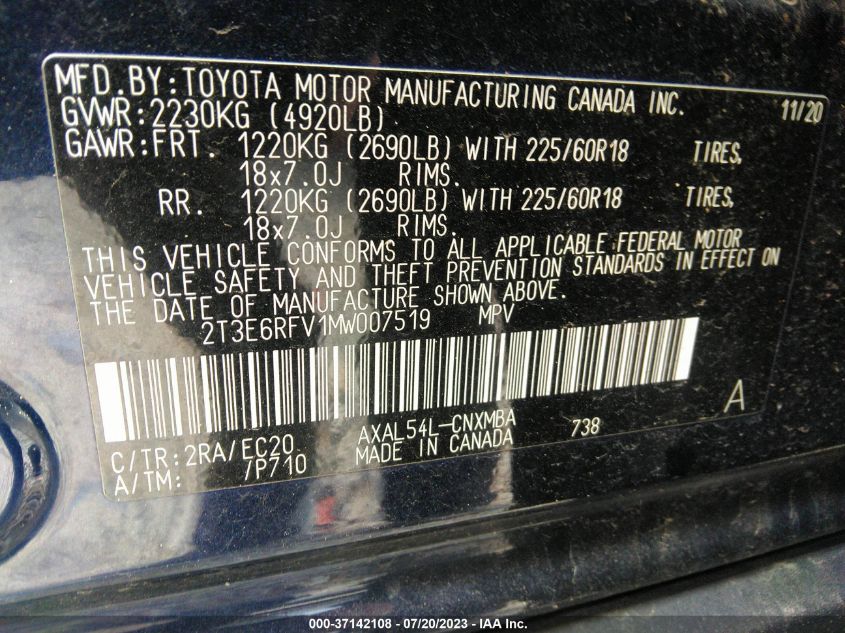 MFD.BY:TOYOTA MOTOR MANUFACTURING CANADA INC. 11/20
GVWR:2230KG (4920LB)
GAWR:FRT. 1220KG (2690LB) WITH 225/60R18 TIRES,
18x7.0J RIMS.
RR. 1220KG (2690LB) WITH 225/60R18 TIRES,
18x7.0J RIMS.
THIS VEHICLE CONFORMS TO ALL APPLICABLE FEDERAL MOTOR
VEHICLE SAFETY AND THEFT PREVENTION STANDARDS IN EFFECT ON
THE DATE OF MANUFACTURE SHOWN ABOVE.
2T3E6RFV1MW007519 MPV
A
C/TR:2RA/EC20 AXAL54L-CNXMBA 738
A/TM: /P710 MADE IN CANADA
000-37142108 - 07/20/2023 - IAA Inc.